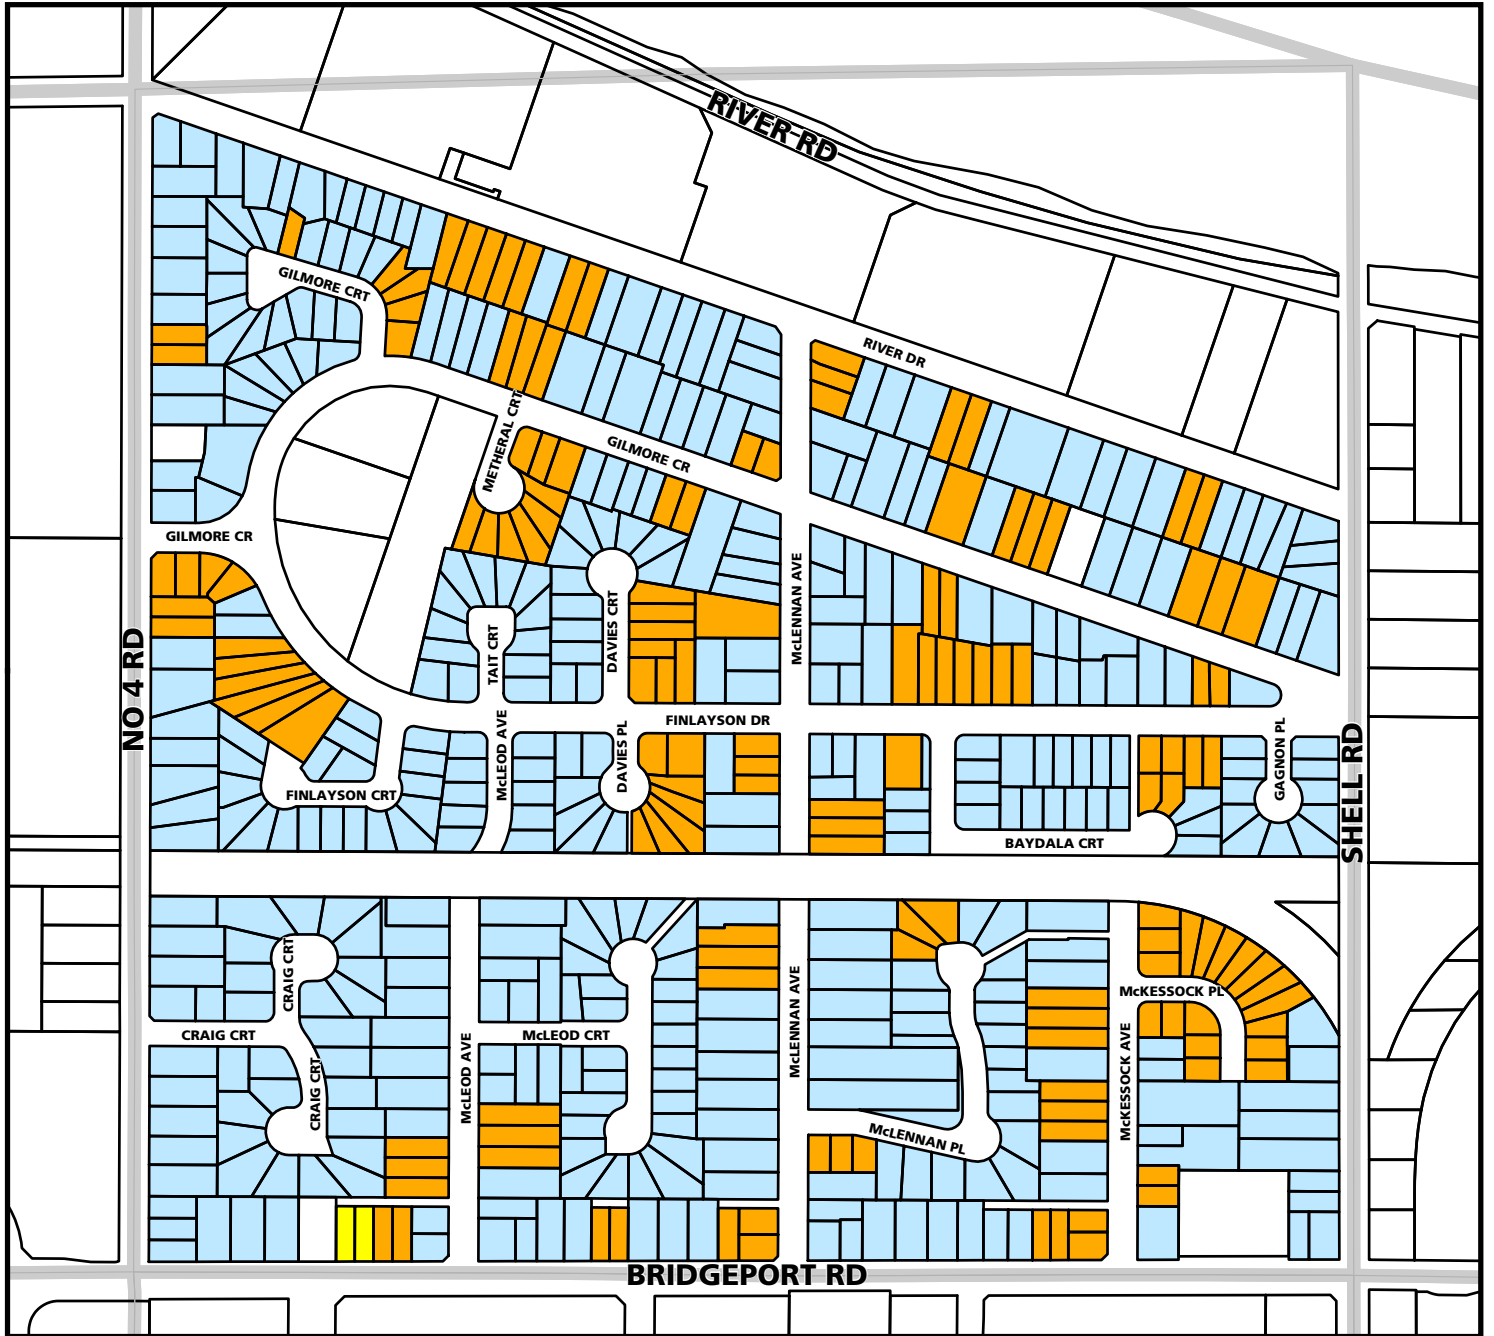 RIVER RD
GILMORE CRT
RIVER DR
METHERAL CRT
GILMORE CR
GILMORE CR
McLENNAN AVE
DAVIES CRT
TAIT CRT
NO 4 RD
FINLAYSON DR
McLEOD AVE
DAVIES PL
GAGNON PL
SHELL RD
FINLAYSON CRT
BAYDALA CRT
CRAIG CRT
McKESSOCK PL
McLENNAN AVE
CRAIG CRT
McLEOD CRT
McLEOD AVE
McKESSOCK AVE
CRAIG CRT
McLENNAN PL
BRIDGEPORT RD